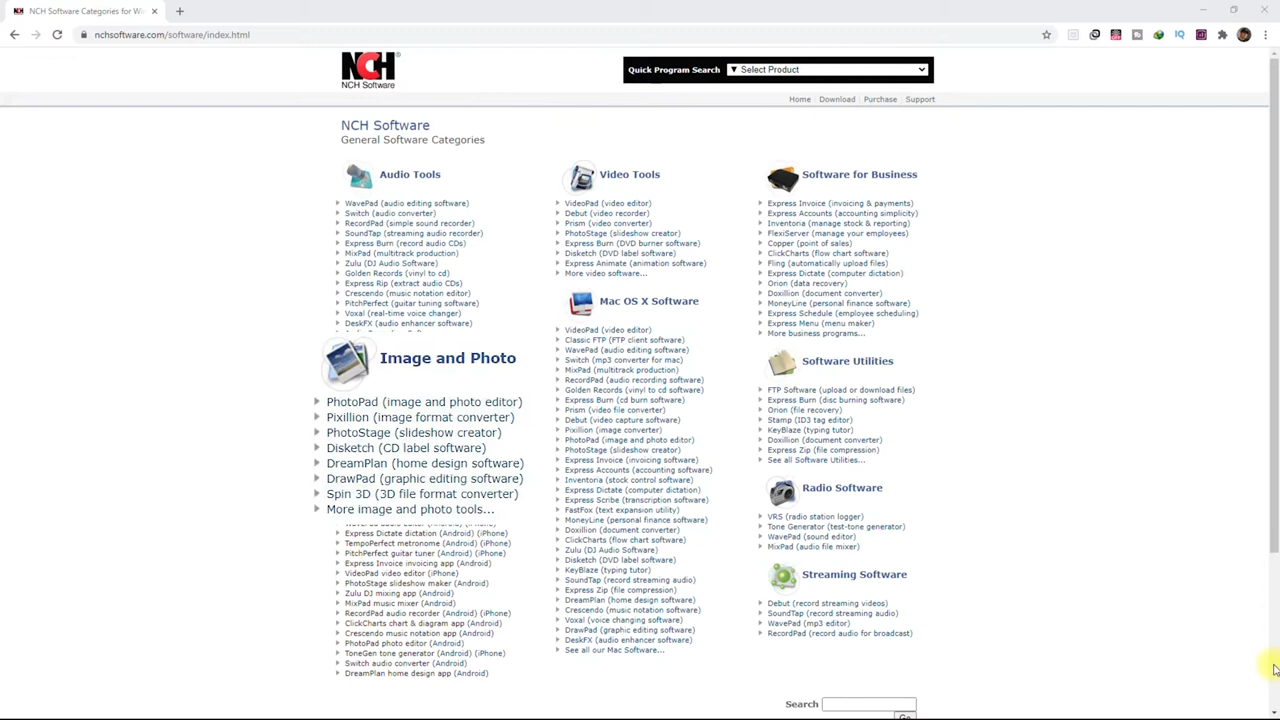 NCH Software Categories for Wi
nchsoftware.com/software/index.html
IQ
NCH
NCH Software
Quick Program Search
▼ Select Product
Home | Download | Purchase | Support
NCH Software
General Software Categories
Audio Tools
WavePad (audio editing software)
Switch (audio converter)
RecordPad (simple sound recorder)
SoundTap (streaming audio recorder)
Express Burn (record audio CDs)
MixPad (multitrack production)
Zulu (DJ Audio Software)
Golden Records (vinyl to cd)
Express Rip (extract audio CDs)
Crescendo (music notation editor)
PitchPerfect (guitar tuning software)
Voxal (real-time voice changer)
DeskFX (audio enhancer software)
Image and Photo
PhotoPad (image and photo editor)
Pixillion (image format converter)
PhotoStage (slideshow creator)
Disketch (CD label software)
DreamPlan (home design software)
DrawPad (graphic editing software)
Spin 3D (3D file format converter)
More image and photo tools...
Express Dictate dictation (Android) (iPhone)
TempoPerfect metronome (Android) (iPhone)
PitchPerfect guitar tuner (Android) (iPhone)
Express Invoice invoicing app (Android)
VideoPad video editor (iPhone)
PhotoStage slideshow maker (Android)
Zulu DJ mixing app (Android)
MixPad music mixer (Android)
RecordPad audio recorder (Android) (iPhone)
ClickCharts chart & diagram app (Android)
Crescendo music notation app (Android)
PhotoPad photo editor (Android)
ToneGen tone generator (Android) (iPhone)
Switch audio converter (Android)
DreamPlan home design app (Android)
Video Tools
VideoPad (video editor)
Debut (video recorder)
Prism (video converter)
PhotoStage (slideshow creator)
Express Burn (DVD burner software)
Disketch (DVD label software)
Express Animate (animation software)
More video software...
Mac OS X Software
VideoPad (video editor)
Classic FTP (FTP client software)
WavePad (audio editing software)
Switch (mp3 converter for mac)
MixPad (multitrack production)
RecordPad (audio recording software)
Golden Records (vinyl to cd software)
Express Burn (cd burn software)
Prism (video file converter)
Debut (video capture software)
Pixillion (image converter)
PhotoPad (image and photo editor)
PhotoStage (slideshow creator)
Express Invoice (invoicing software)
Express Accounts (accounting software)
Inventoria (stock control software)
Express Dictate (computer dictation)
Express Scribe (transcription software)
FastFox (text expansion utility)
MoneyLine (personal finance software)
Doxillion (document converter)
ClickCharts (flow chart software)
Zulu (DJ Audio Software)
Disketch (DVD label software)
KeyBlaze (typing tutor)
SoundTap (record streaming audio)
Express Zip (file compression)
DreamPlan (home design software)
Crescendo (music notation software)
Voxal (voice changing software)
DrawPad (graphic editing software)
DeskFX (audio enhancer software)
See all our Mac Software...
Software for Business
Express Invoice (invoicing & payments)
Express Accounts (accounting simplicity)
Inventoria (manage stock & reporting)
FlexiServer (manage your employees)
Copper (point of sales)
ClickCharts (flow chart software)
Fling (automatically upload files)
Express Dictate (computer dictation)
Orion (data recovery)
Doxillion (document converter)
MoneyLine (personal finance software)
Express Schedule (employee scheduling)
Express Menu (menu maker)
More business programs...
Software Utilities
FTP Software (upload or download files)
Express Burn (disc burning software)
Orion (file recovery)
Stamp (ID3 tag editor)
KeyBlaze (typing tutor)
Doxillion (document converter)
Express Zip (file compression)
See all Software Utilities...
Radio Software
VRS (radio station logger)
Tone Generator (test-tone generator)
WavePad (sound editor)
MixPad (audio file mixer)
Streaming Software
Debut (record streaming videos)
SoundTap (record streaming audio)
WavePad (mp3 editor)
RecordPad (record audio for broadcast)
Search
Go